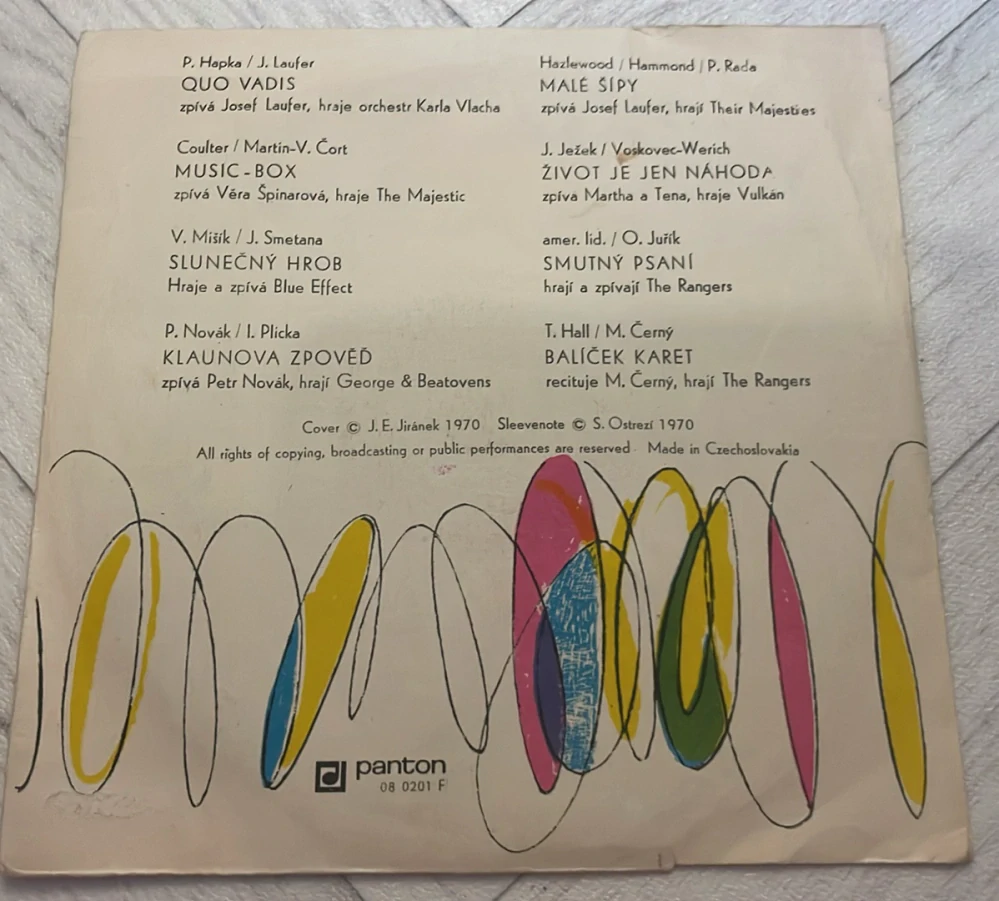 P. Hapka / J. Laufer
QUO VADIS
zpívá Josef Laufer, hraje orchestr Karla Vlacha
Coulter / Martin-V. Čort
MUSIC-BOX
zpívá Věra Špinarová, hraje The Majestic
V. Mišík / J. Smetana
SLUNEČNÝ HROB
Hraje a zpívá Blue Effect
P. Novák / I. Plicka
KLAUNOVA ZPOVĚĎ
zpívá Petr Novák, hrají George & Beatovens
Hazlewood / Hammond / P. Rada
MALÉ ŠÍPY
zpívá Josef Laufer, hrají Their Majesties
J. Ježek / Voskovec-Werich
ŽIVOT JE JEN NÁHODA
zpívá Martha a Tena, hraje Vulkán
amer. lid. / O. Juřík
SMUTNÝ PSANÍ
hrají a zpívají The Rangers
T. Hall / M. Černý
BALÍČEK KARET
recituje M. Černý, hrají The Rangers
Cover © J. E. Jiránek 1970 Sleevenote © S. Ostrezí 1970
All rights of copying, broadcasting or public performances are reserved Made in Czechoslovakia
panton
08 0201 F